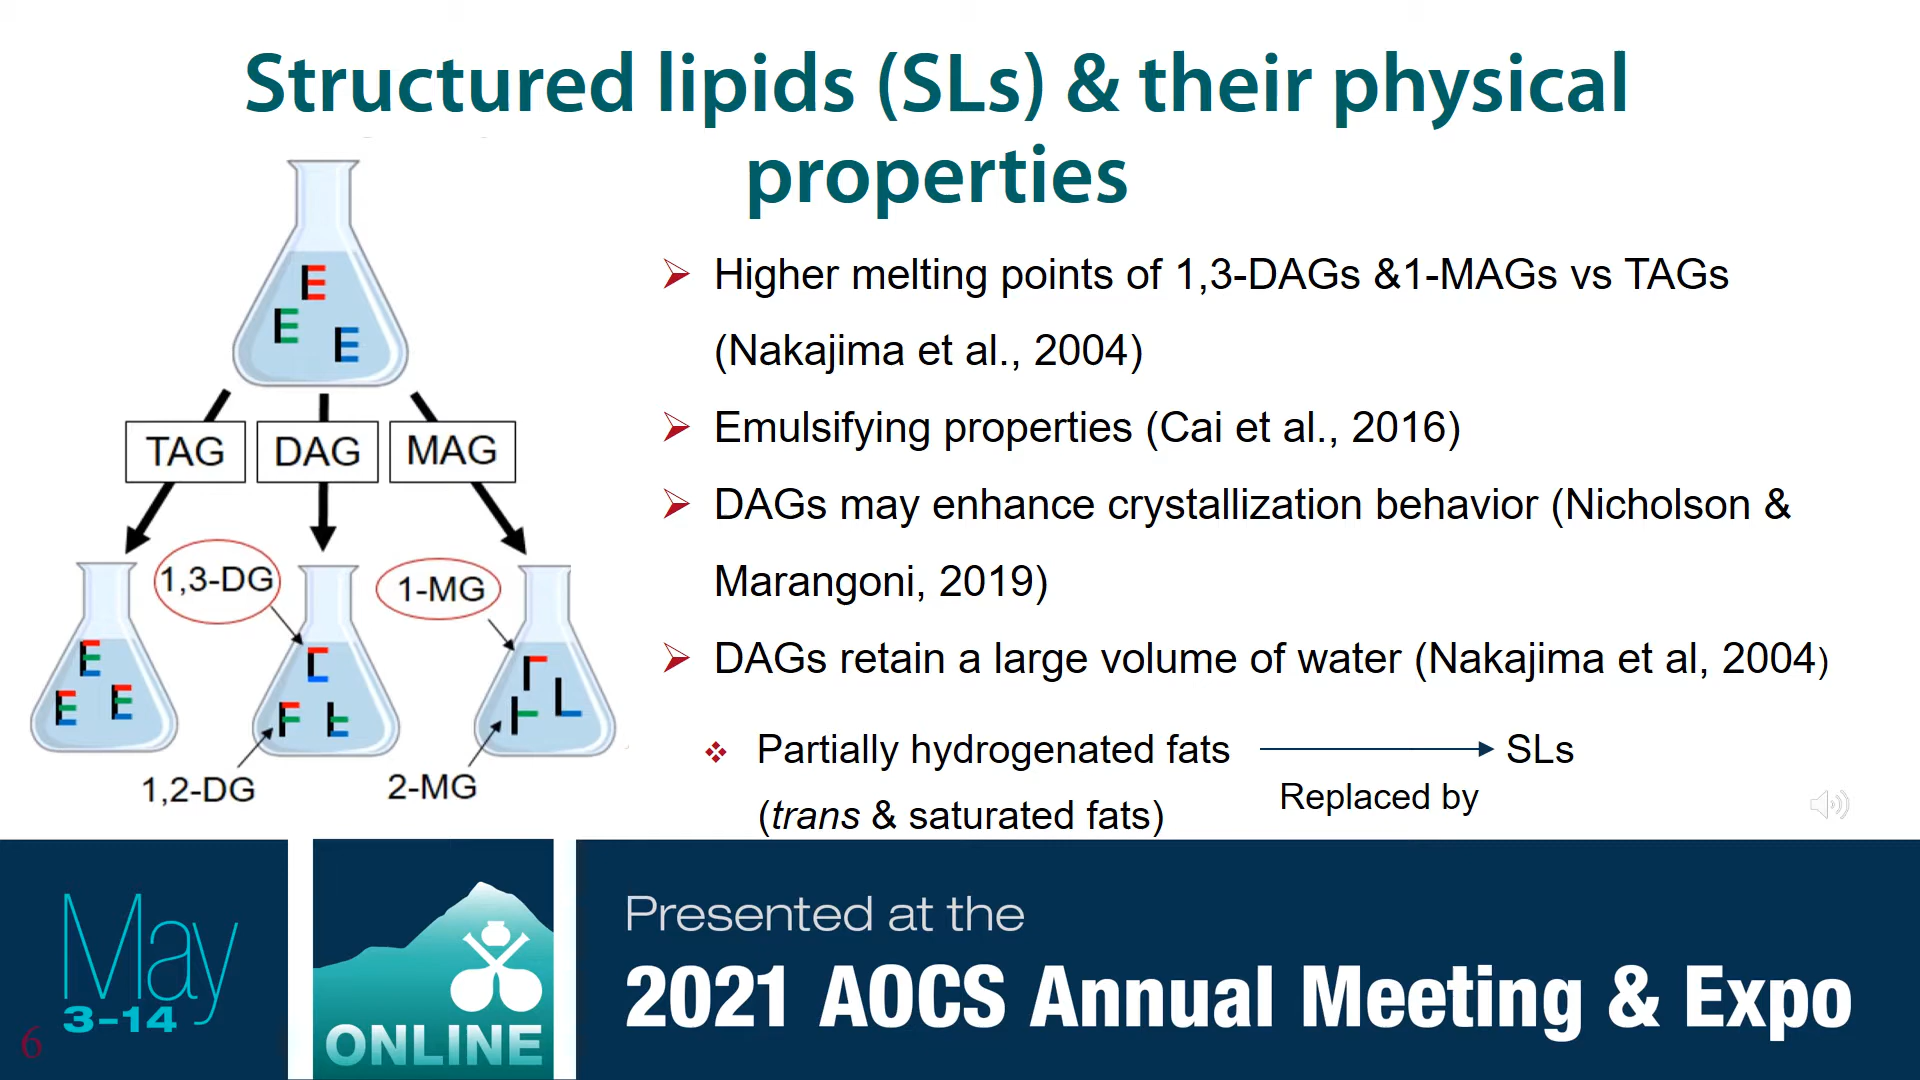 Structured lipids (SLs) & their physical
properties
E
E
E
TAG
DAG
MAG
1,3-DG
1-MG
E
E
E
1,2-DG
2-MG
Higher melting points of 1,3-DAGs &1-MAGs vs TAGs
(Nakajima et al., 2004)
Emulsifying properties (Cai et al., 2016)
DAGs may enhance crystallization behavior (Nicholson &
Marangoni, 2019)
DAGs retain a large volume of water (Nakajima et al, 2004)
Partially hydrogenated fats SLs
Replaced by
(trans & saturated fats)
May
3-14
6
ONLINE
Presented at the
2021 AOCS Annual Meeting & Expo